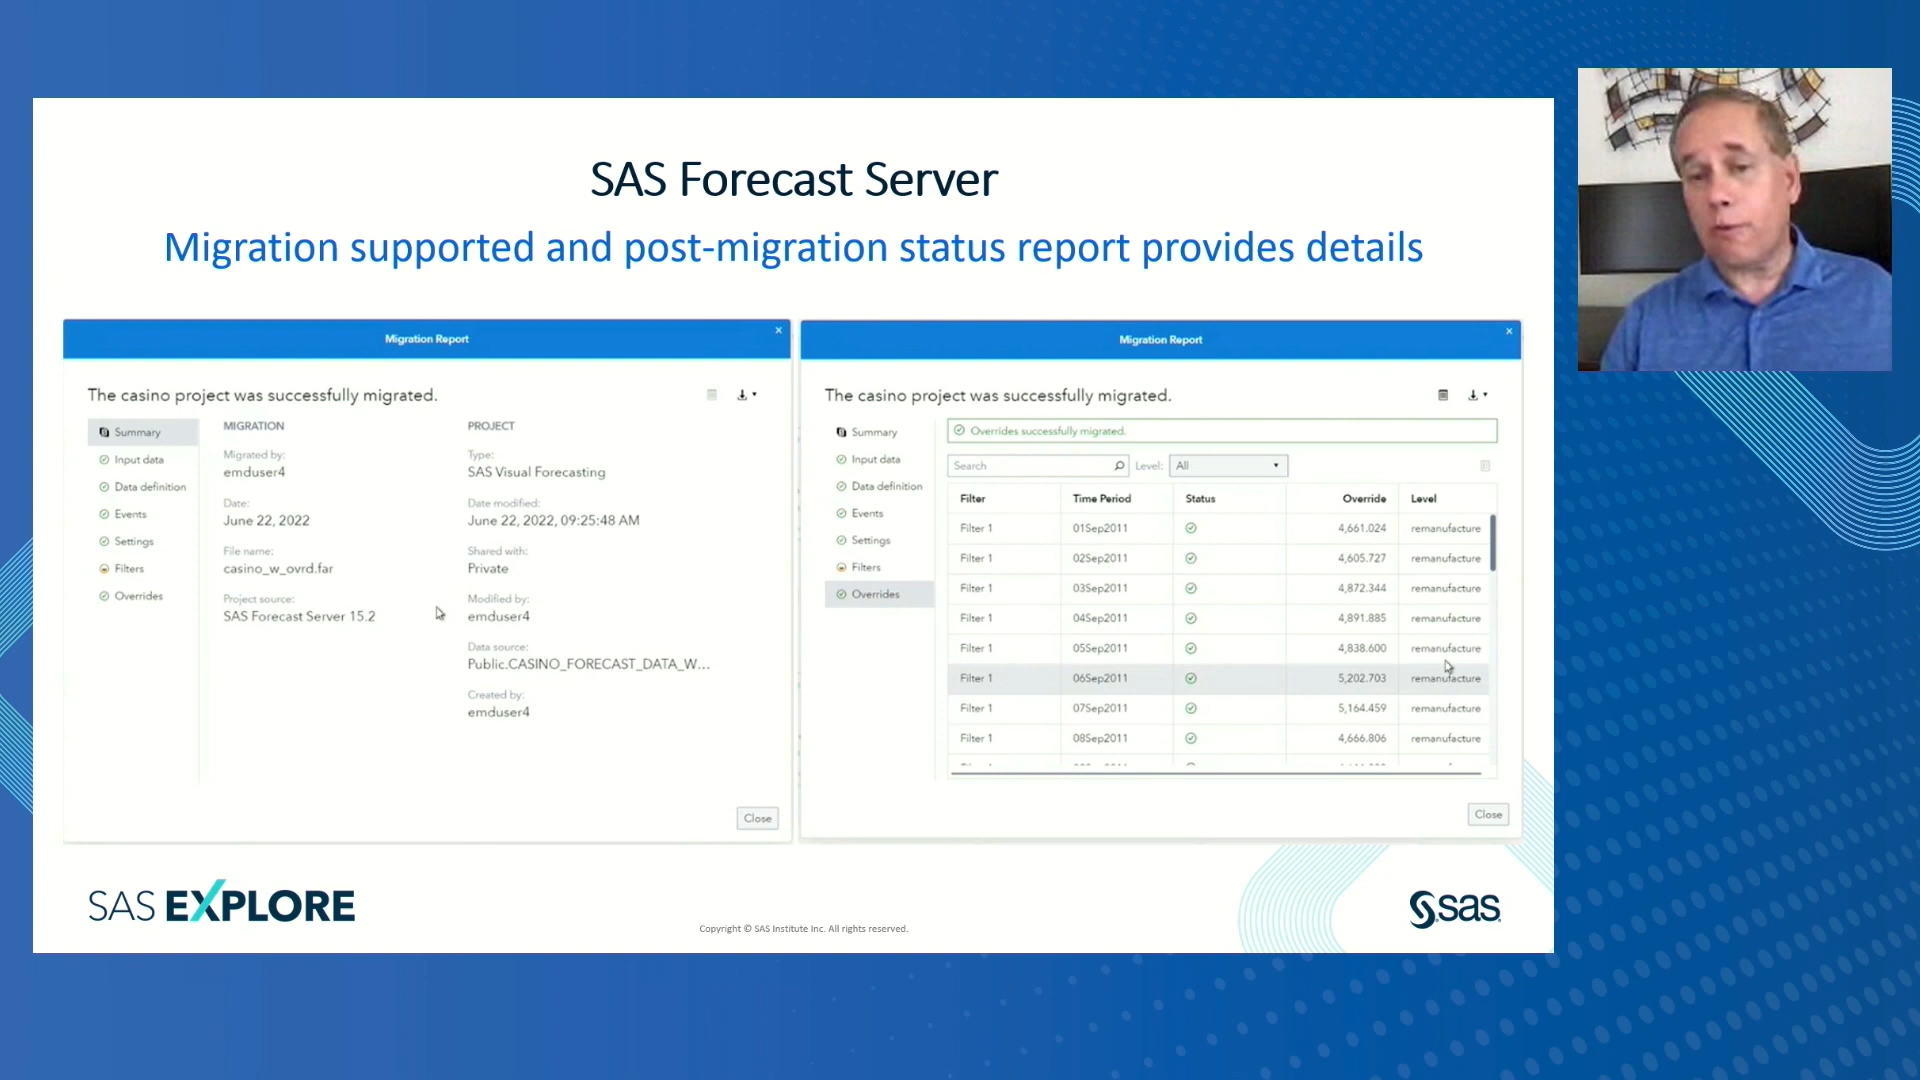 SAS Forecast Server
Migration supported and post-migration status report provides details
Migration Report
The casino project was successfully migrated.
Summary
Input data
Data definition
Events
Settings
Filters
Overrides
MIGRATION
Migrated by:
emduser4
Date:
June 22, 2022
File name:
casino_w_ovrd.far
Project source:
SAS Forecast Server 15.2
PROJECT
Type:
SAS Visual Forecasting
Date modified:
June 22, 2022, 09:25:48 AM
Shared with:
Private
Modified by:
emduser4
Data source:
Public.CASINO_FORECAST_DATA_W...
Created by:
emduser4
Close
Migration Report
The casino project was successfully migrated.
Summary
Input data
Data definition
Events
Settings
Filters
Overrides
Overrides successfully migrated.
Search Level: All
Filter Time Period Status Override Level
Filter 1 01Sep2011 4,661.024 remanufacture
Filter 1 02Sep2011 4,605.727 remanufacture
Filter 1 03Sep2011 4,872.344 remanufacture
Filter 1 04Sep2011 4,891.885 remanufacture
Filter 1 05Sep2011 4,838.600 remanufacture
Filter 1 06Sep2011 5,202.703 remanufacture
Filter 1 07Sep2011 5,164.459 remanufacture
Filter 1 08Sep2011 4,666.806 remanufacture
Close
SAS EXPLORE
Copyright © SAS Institute Inc. All rights reserved.
sas